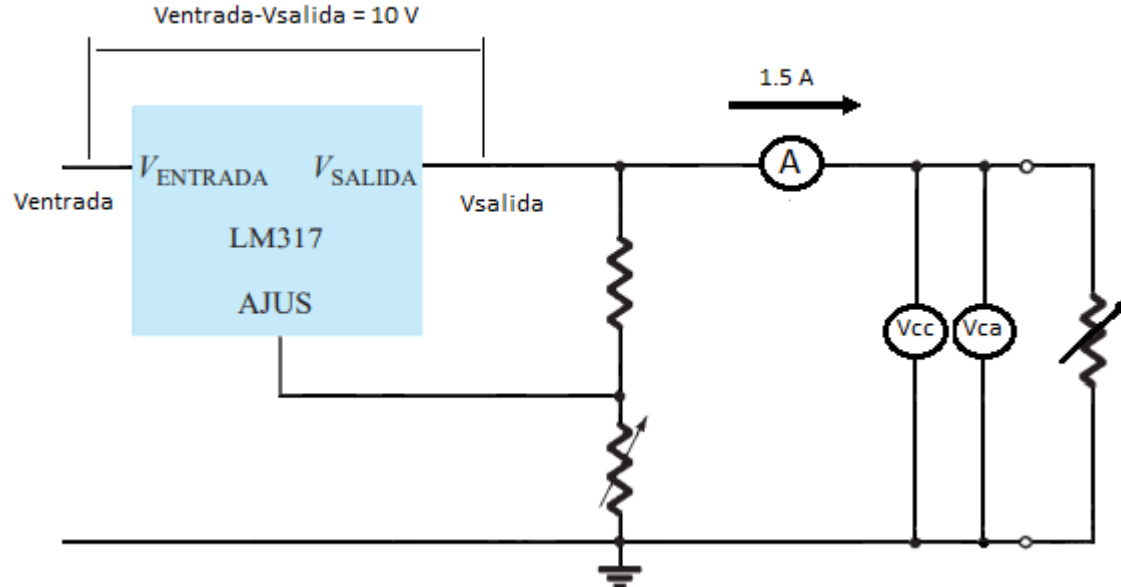 Ventrada-Vsalida = 10 V
1.5 A
A
VENTRADA VSALIDA
Ventrada
Vsalida
LM317
AJUS
Vcc
Vca